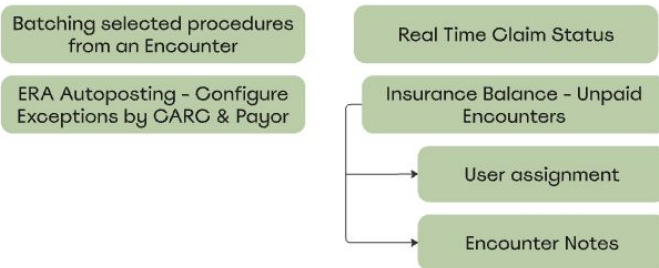 Batching selected procedures
from an Encounter
Real Time Claim Status
ERA Autoposting - Configure
Exceptions by CARC & Payor
Insurance Balance - Unpaid
Encounters
User assignment
Encounter Notes